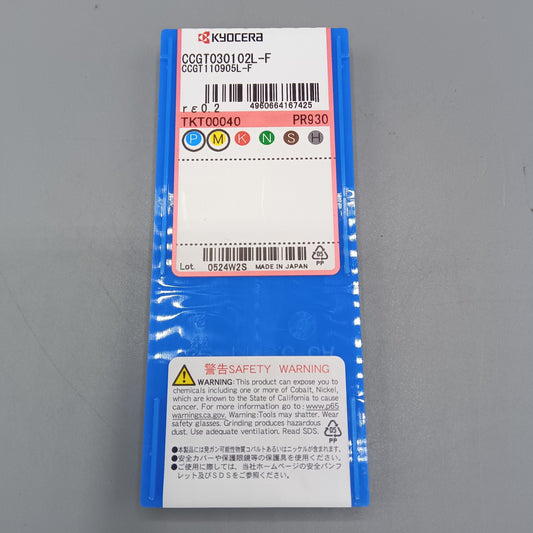 KYOCERA
CCGT030102L-F
CCGT110905L-F
rε0.2
4960664167425
TKT00040 PR930
P M K N S H
Lot 0524W2S MADE IN JAPAN
05
PP
警告SAFETY WARNING
WARNING: This product can expose you to
chemicals including one or more of Cobalt, Nickel,
which are known to the State of California to cause
cancer. For more information go to: www.p65
warnings.ca.gov. Warning:Tools may shatter. Wear
safety glasses. Grinding produces hazardous
dust. Use adequate ventilation. Read SDS.
05
PP
●本製品には発ガン可能性物質コバルトあるいはニッケルが含まれます。
●安全カバーや保護眼鏡等の保護具を使用ください。
●ご使用に際しては、当社ホームページの安全パンフ
レット及びSDSをご参照ください。